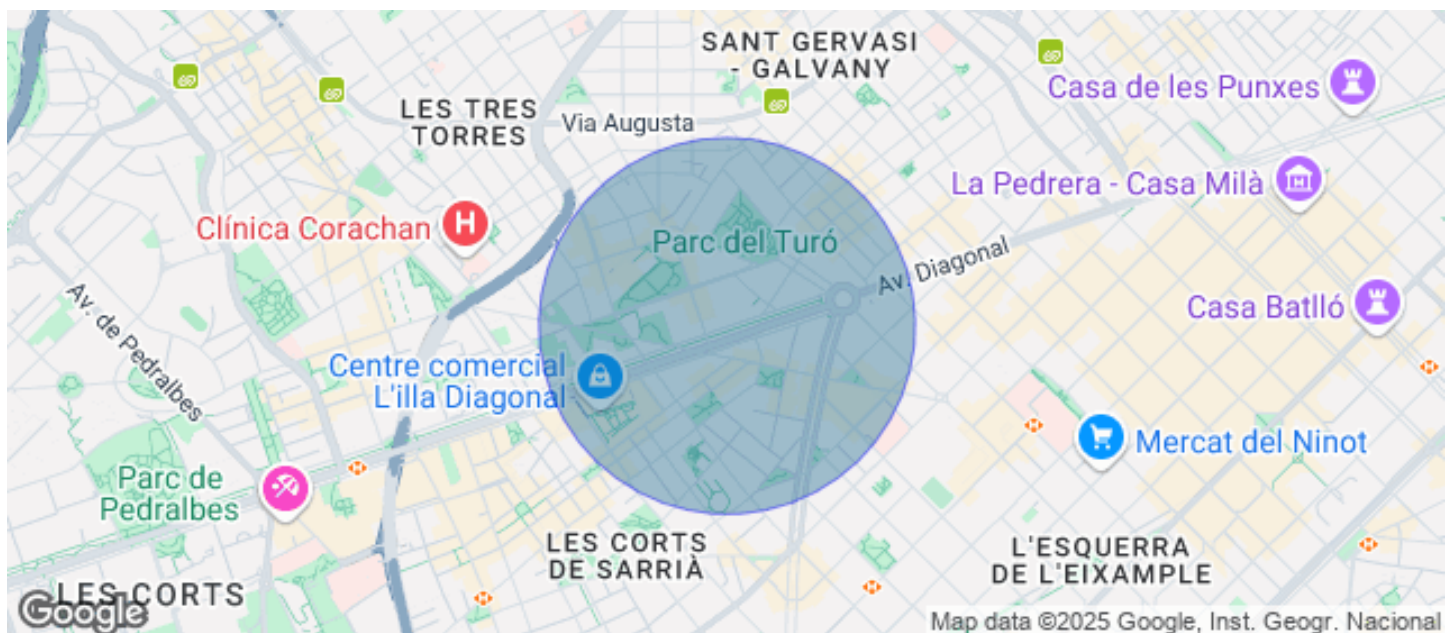 SANT GERVASI
- GALVANY
Casa de les Punxes
LES TRES
TORRES
Via Augusta
La Pedrera - Casa Milà
Clínica Corachan
H
Parc del Turó
Av. Diagonal
Casa Batlló
Av. de Pedralbes
Centre comercial
L'illa Diagonal
Mercat del Ninot
Parc de
Pedralbes
LES CORTS
DE SARRIÀ
L'ESQUERRA
DE L'EIXAMPLE
LES CORTS
Google
Map data ©2025 Google, Inst. Geogr. Nacional